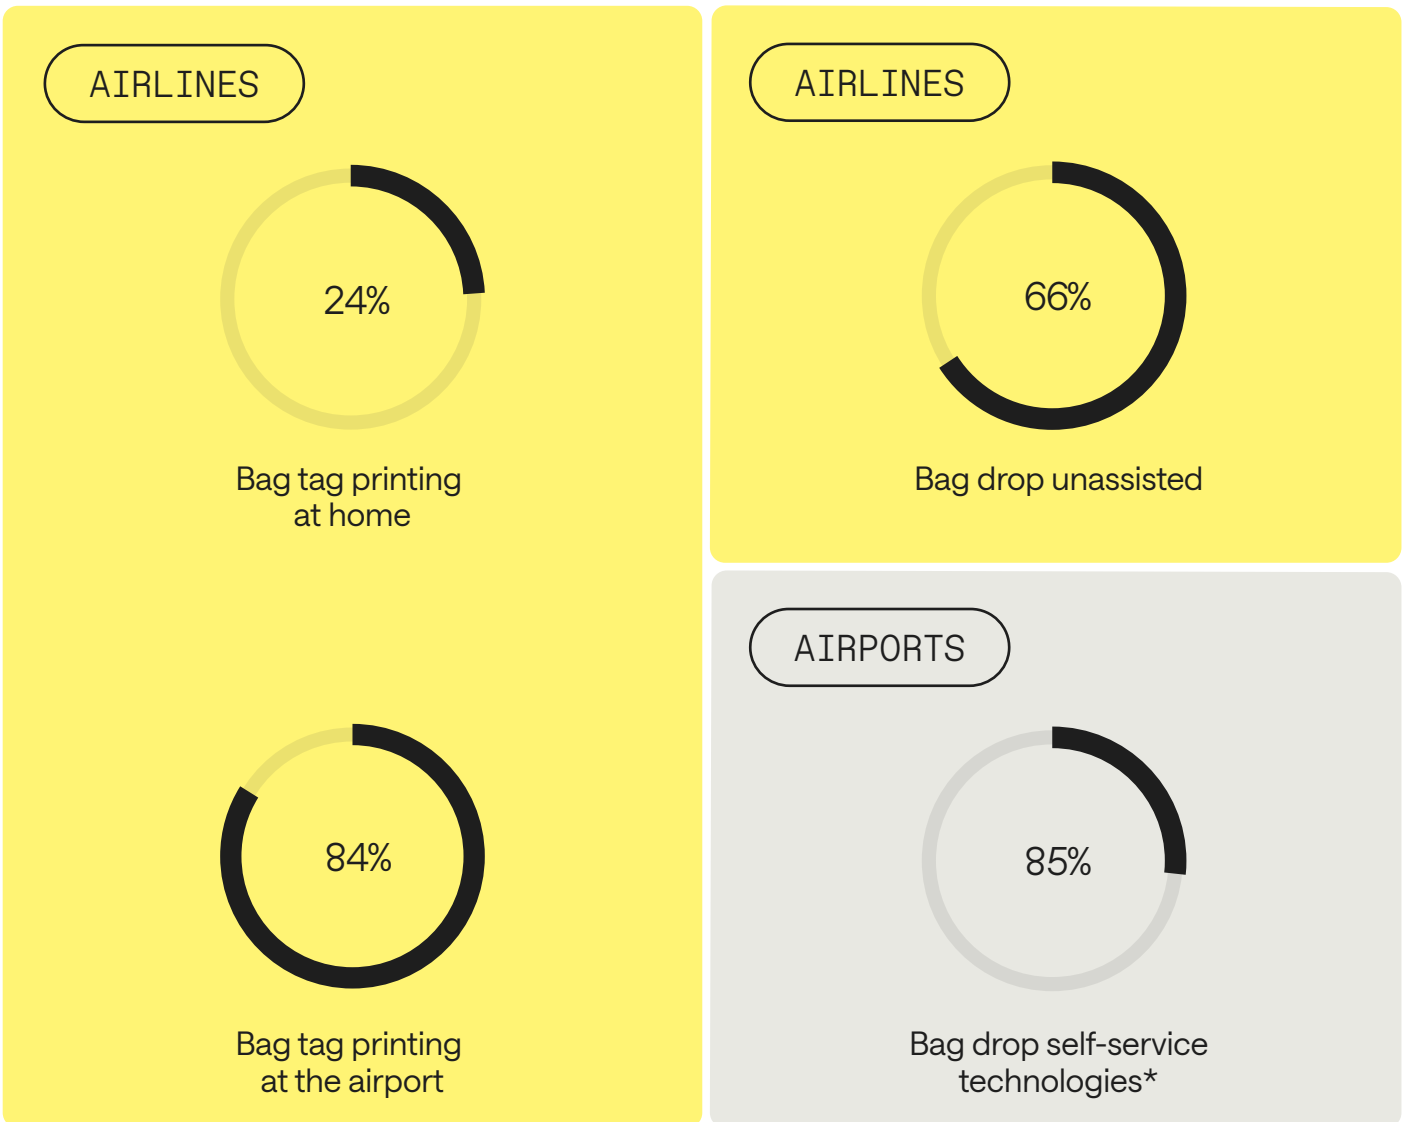 AIRLINES
24%
Bag tag printing
at home
84%
Bag tag printing
at the airport
AIRLINES
66%
Bag drop unassisted
AIRPORTS
85%
Bag drop self-service
technologies*